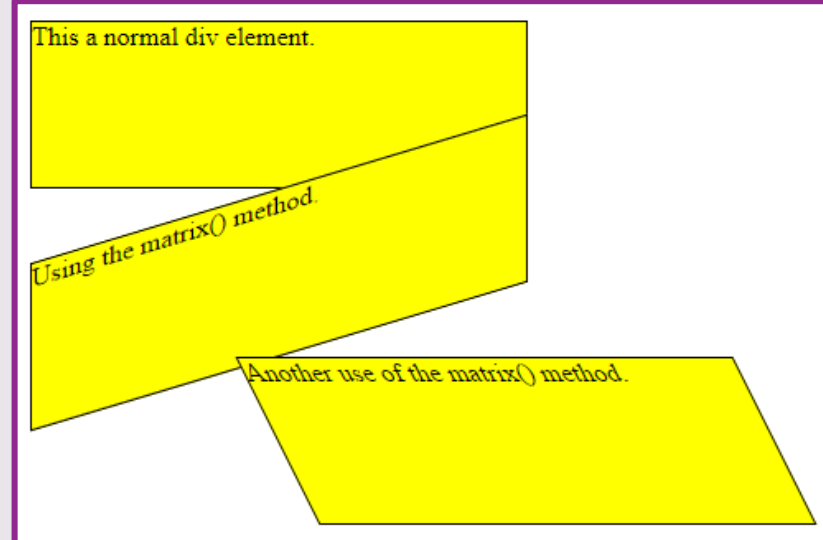 This a normal div element.
Using the matrix() method.
Another use of the matrix() method.